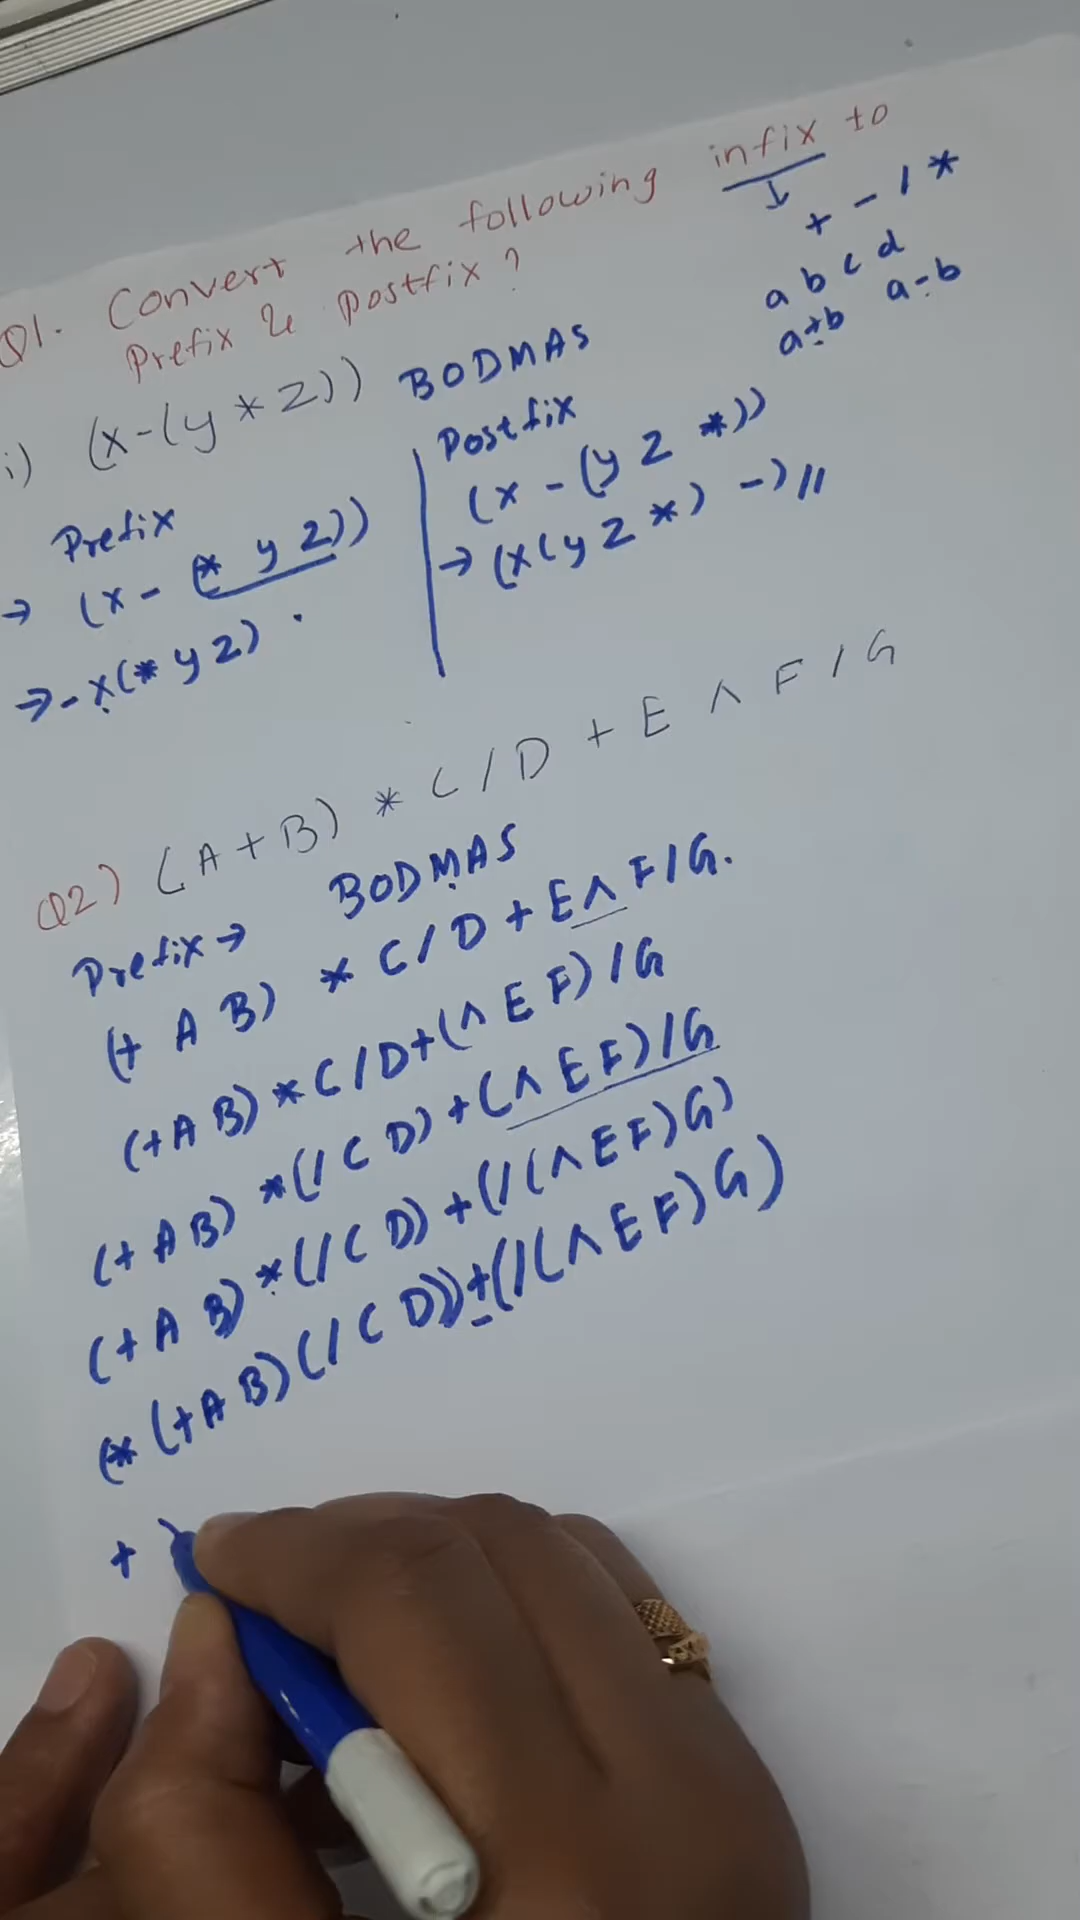 Q1. Convert the following infix to
Prefix & Postfix?
↓
+ - / *
a b c d
a+b a-b
i) (x-(y*z)) BODMAS
Prefix
→ (x - (* y z))
→ -x(* y z) .
Postfix
(x - (y z *))
→ (x(y z *) -)//
Q2) (A+B) * C/D + E ∧ F / G
BODMAS
Prefix →
(+ A B) * C/D + E∧ F/G.
(+A B)*C/D+(∧ E F)/G
(+ A B) *(/ C D) +(∧ E F)/G
(+ A B) *(/ C D) +(/(∧ E F) G)
(* (+A B) (/ C D))+(/(∧ E F) G)
+